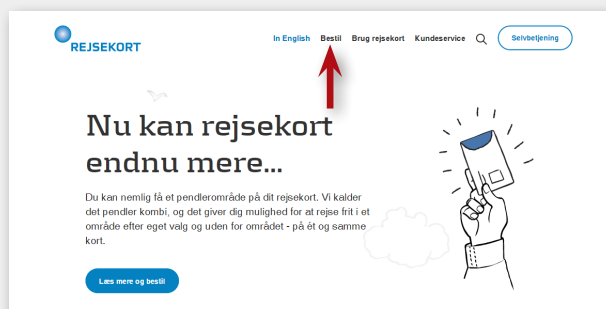 REJSEKORT
In English Bestil Brug rejsekort Kundeservice Selvbetjening
Nu kan rejsekort
endnu mere...
Du kan nemlig få et pendlerområde på dit rejsekort. Vi kalder
det pendler kombi, og det giver dig mulighed for at rejse frit i et
område efter eget valg og uden for området - på ét og samme
kort.
Læs mere og bestil